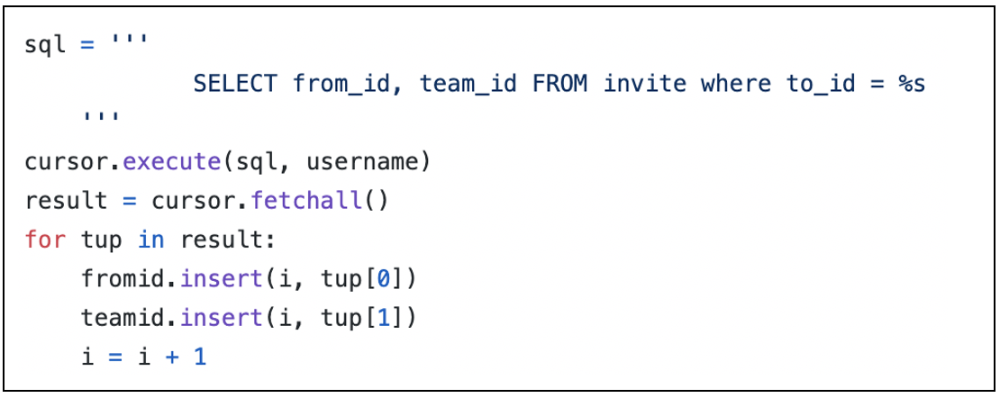 sql = '''
SELECT from_id, team_id FROM invite where to_id = %s
'''
cursor.execute(sql, username)
result = cursor.fetchall()
for tup in result:
    fromid.insert(i, tup[0])
    teamid.insert(i, tup[1])
    i = i + 1